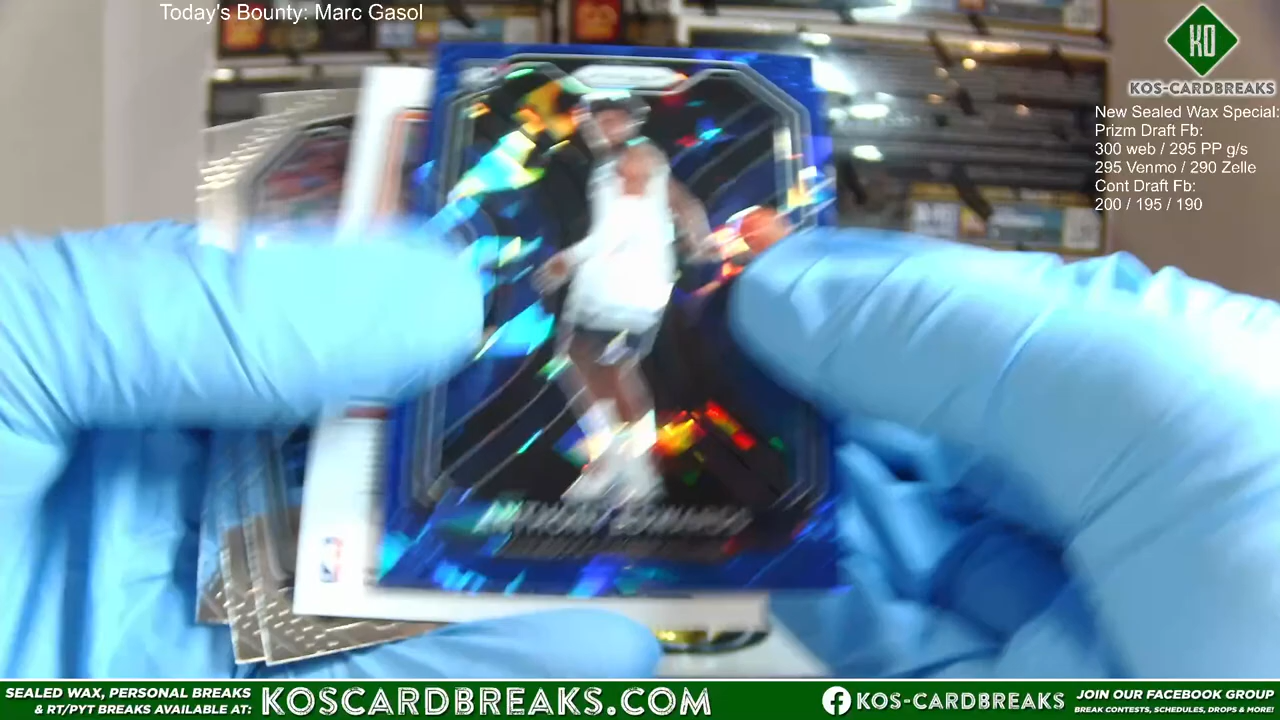 Today's Bounty: Marc Gasol
KO
KOS-CARDBREAKS
New Sealed Wax Special:
Prizm Draft Fb:
300 web / 295 PP g/s
295 Venmo / 290 Zelle
Cont Draft Fb:
200 / 195 / 190
ANTHONY EDWARDS
SEALED WAX, PERSONAL BREAKS
& RT/PYT BREAKS AVAILABLE AT:
KOSCARDBREAKS.COM
KOS-CARDBREAKS
JOIN OUR FACEBOOK GROUP
BREAK CONTESTS, SCHEDULES, DROPS & MORE!